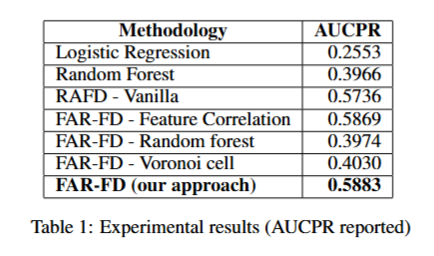 Methodology AUCPR
Logistic Regression 0.2553
Random Forest 0.3966
RAFD - Vanilla 0.5736
FAR-FD - Feature Correlation 0.5869
FAR-FD - Random forest 0.3974
FAR-FD - Voronoi cell 0.4030
FAR-FD (our approach) 0.5883
Table 1: Experimental results (AUCPR reported)